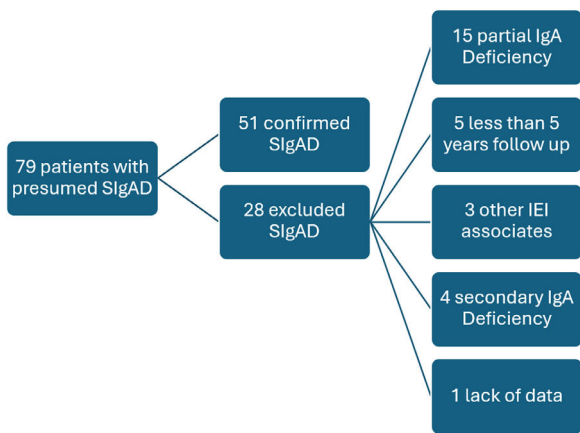 79 patients with
presumed SIgAD
51 confirmed
SIgAD
28 excluded
SIgAD
15 partial IgA
Deficiency
5 less than 5
years follow up
3 other IEI
associates
4 secondary IgA
Deficiency
1 lack of data